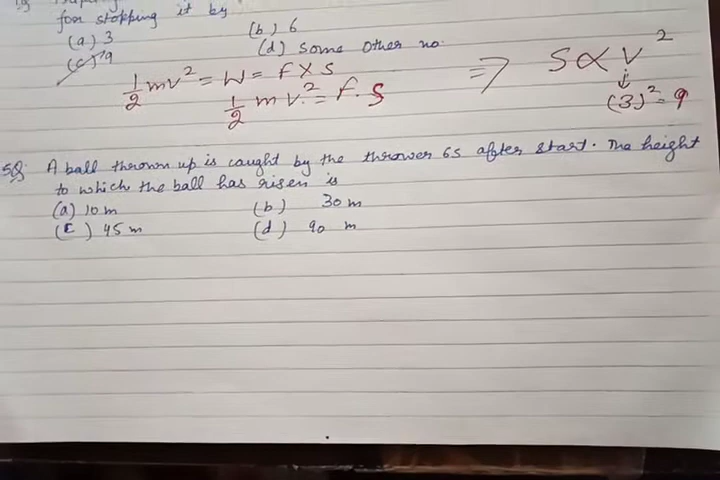 for stopping it by
(a) 3 (b) 6
(c) 9 (d) some other no.
1/2 mv² = W = F × S ⇒ S ∝ V²
1/2 m v² = F. S (3)² = 9
5Q A ball thrown up is caught by the thrower 6s after start. The height
to which the ball has risen is
(a) 10 m (b) 30 m
(c) 45 m (d) 90 m